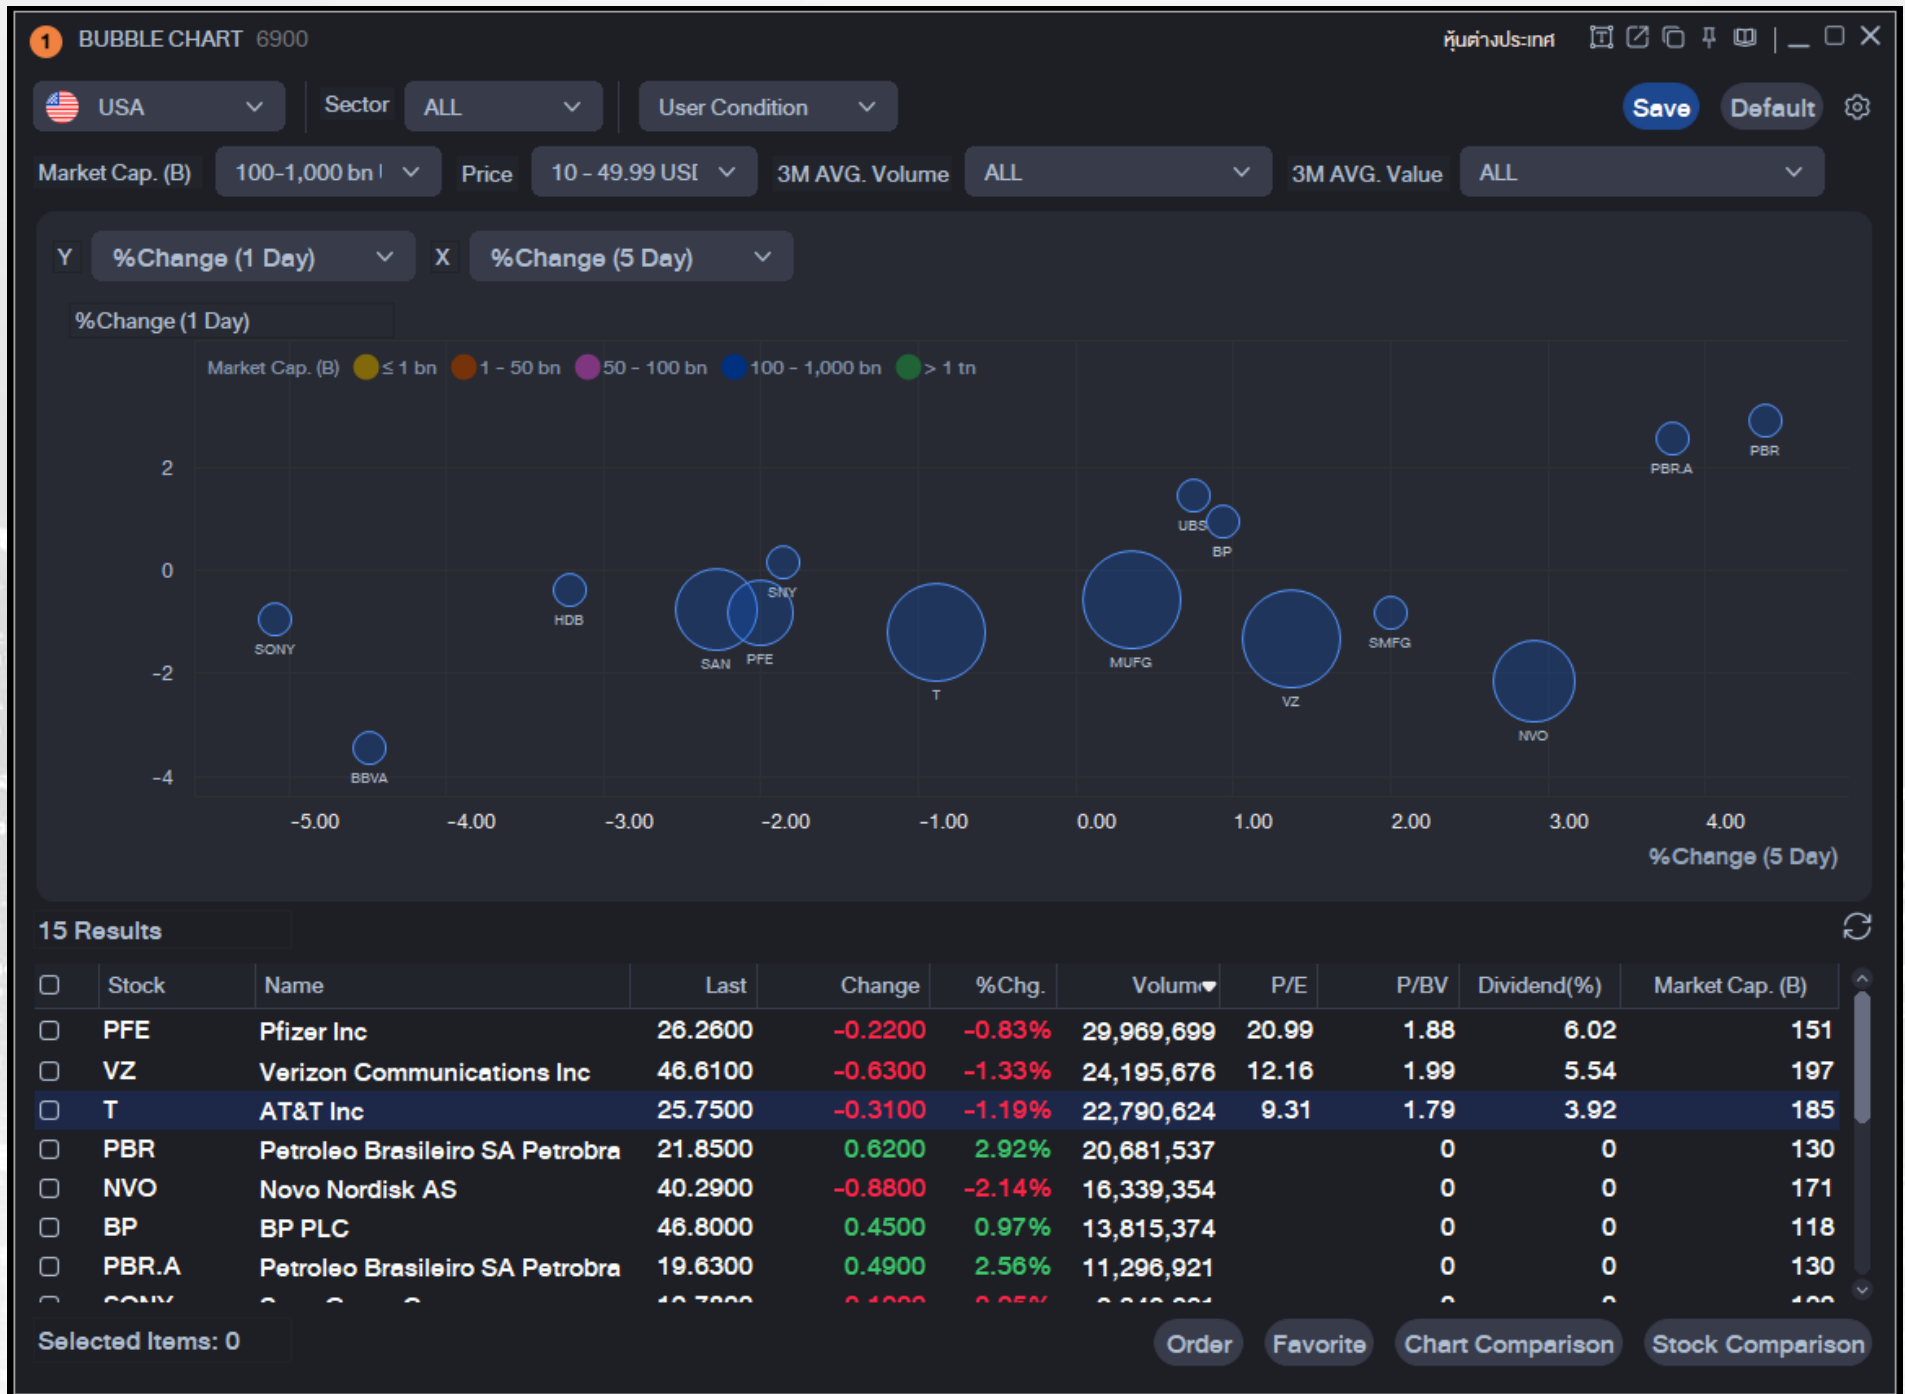 1 BUBBLE CHART 6900 หุ้นต่างประเทศ
USA Sector ALL User Condition Save Default
Market Cap. (B) 100-1,000 bn Price 10 - 49.99 USD 3M AVG. Volume ALL 3M AVG. Value ALL
Y %Change (1 Day) X %Change (5 Day)
%Change (1 Day)
Market Cap. (B) ≤ 1 bn 1 - 50 bn 50 - 100 bn 100 - 1,000 bn > 1 tn
PBR
PBR.A
2
UBS
BP
0
SNY
HDB
SONY
SAN PFE MUFG SMFG
-2
T VZ
NVO
-4 BBVA
-5.00 -4.00 -3.00 -2.00 -1.00 0.00 1.00 2.00 3.00 4.00
%Change (5 Day)
15 Results
Stock Name Last Change %Chg. Volume P/E P/BV Dividend(%) Market Cap. (B)
PFE Pfizer Inc 26.2600 -0.2200 -0.83% 29,969,699 20.99 1.88 6.02 151
VZ Verizon Communications Inc 46.6100 -0.6300 -1.33% 24,195,676 12.16 1.99 5.54 197
T AT&T Inc 25.7500 -0.3100 -1.19% 22,790,624 9.31 1.79 3.92 185
PBR Petroleo Brasileiro SA Petrobra 21.8500 0.6200 2.92% 20,681,537 0 0 130
NVO Novo Nordisk AS 40.2900 -0.8800 -2.14% 16,339,354 0 0 171
BP BP PLC 46.8000 0.4500 0.97% 13,815,374 0 0 118
PBR.A Petroleo Brasileiro SA Petrobra 19.6300 0.4900 2.56% 11,296,921 0 0 130
SONY
Selected Items: 0 Order Favorite Chart Comparison Stock Comparison